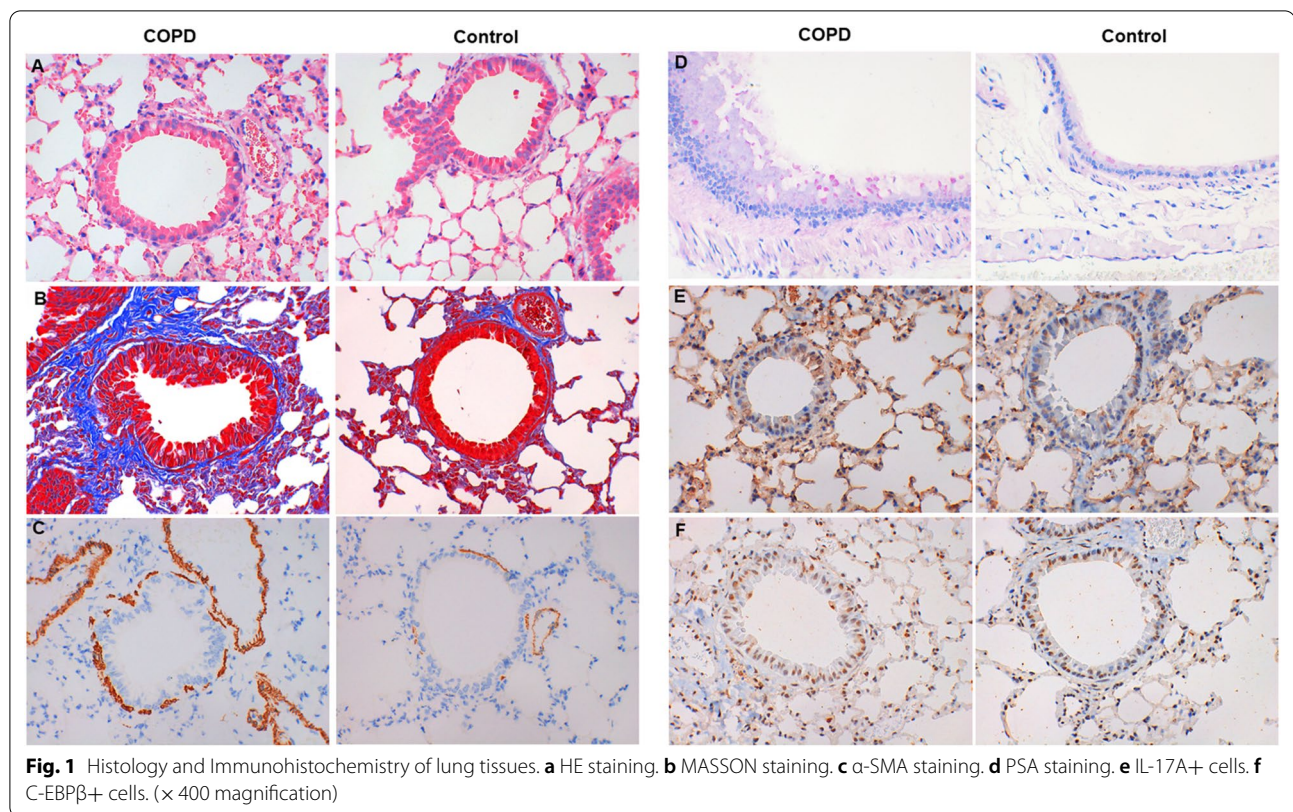 COPD Control COPD Control
A
D
B
E
C
F
Fig. 1 Histology and Immunohistochemistry of lung tissues. a HE staining. b MASSON staining. c α-SMA staining. d PSA staining. e IL-17A+ cells. f
C-EBPβ+ cells. (× 400 magnification)